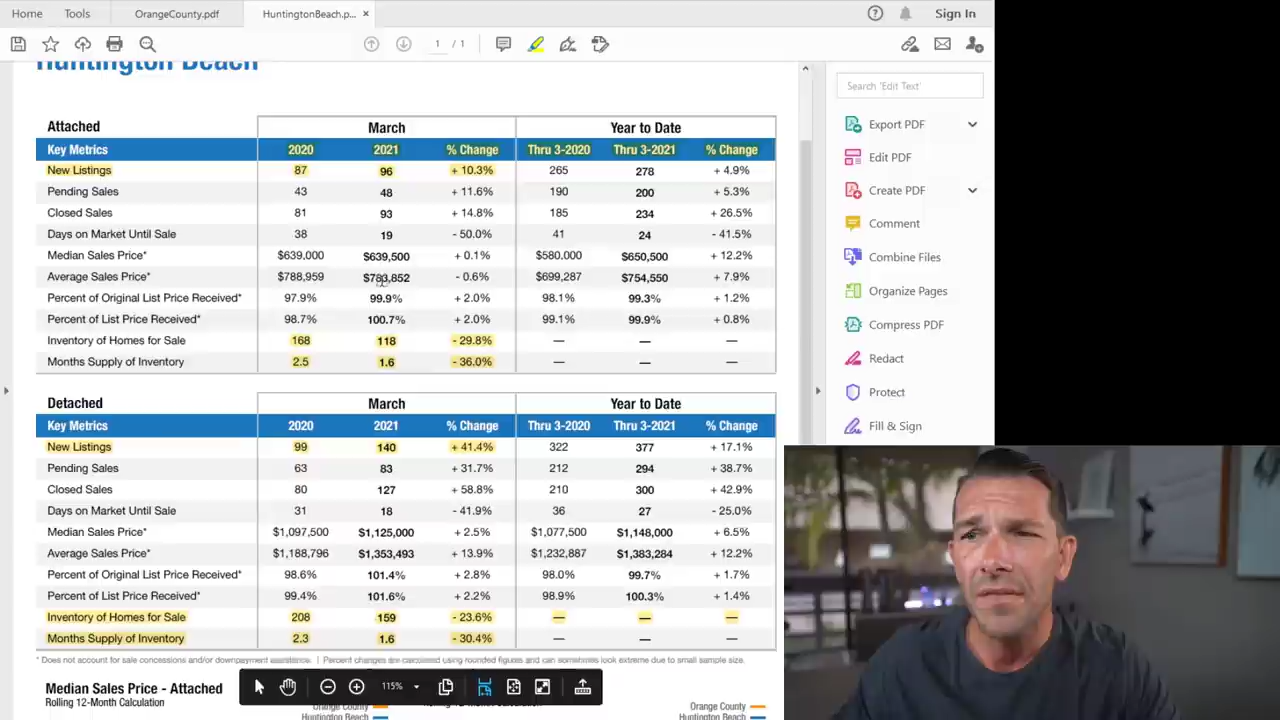 Home Tools OrangeCounty.pdf HuntingtonBeach.p... × Sign In
1 / 1
Huntington Beach
Search 'Edit Text'
Export PDF
Edit PDF
Create PDF
Comment
Combine Files
Organize Pages
Compress PDF
Redact
Protect
Fill & Sign
Attached March Year to Date
Key Metrics 2020 2021 % Change Thru 3-2020 Thru 3-2021 % Change
New Listings 87 96 + 10.3% 265 278 + 4.9%
Pending Sales 43 48 + 11.6% 190 200 + 5.3%
Closed Sales 81 93 + 14.8% 185 234 + 26.5%
Days on Market Until Sale 38 19 - 50.0% 41 24 - 41.5%
Median Sales Price* $639,000 $639,500 + 0.1% $580,000 $650,500 + 12.2%
Average Sales Price* $788,959 $783,852 - 0.6% $699,287 $754,550 + 7.9%
Percent of Original List Price Received* 97.9% 99.9% + 2.0% 98.1% 99.3% + 1.2%
Percent of List Price Received* 98.7% 100.7% + 2.0% 99.1% 99.9% + 0.8%
Inventory of Homes for Sale 168 118 - 29.8% — — —
Months Supply of Inventory 2.5 1.6 - 36.0% — — —
Detached March Year to Date
Key Metrics 2020 2021 % Change Thru 3-2020 Thru 3-2021 % Change
New Listings 99 140 + 41.4% 322 377 + 17.1%
Pending Sales 63 83 + 31.7% 212 294 + 38.7%
Closed Sales 80 127 + 58.8% 210 300 + 42.9%
Days on Market Until Sale 31 18 - 41.9% 36 27 - 25.0%
Median Sales Price* $1,097,500 $1,125,000 + 2.5% $1,077,500 $1,148,000 + 6.5%
Average Sales Price* $1,188,796 $1,353,493 + 13.9% $1,232,887 $1,383,284 + 12.2%
Percent of Original List Price Received* 98.6% 101.4% + 2.8% 98.0% 99.7% + 1.7%
Percent of List Price Received* 99.4% 101.6% + 2.2% 98.9% 100.3% + 1.4%
Inventory of Homes for Sale 208 159 - 23.6% — — —
Months Supply of Inventory 2.3 1.6 - 30.4% — — —
* Does not account for sale concessions and/or downpayment assistance. | Percent changes are calculated using rounded figures and can sometimes look extreme due to small sample size.
Median Sales Price - Attached
Rolling 12-Month Calculation
115%
Orange County
Huntington Beach
Orange County
Huntington Beach